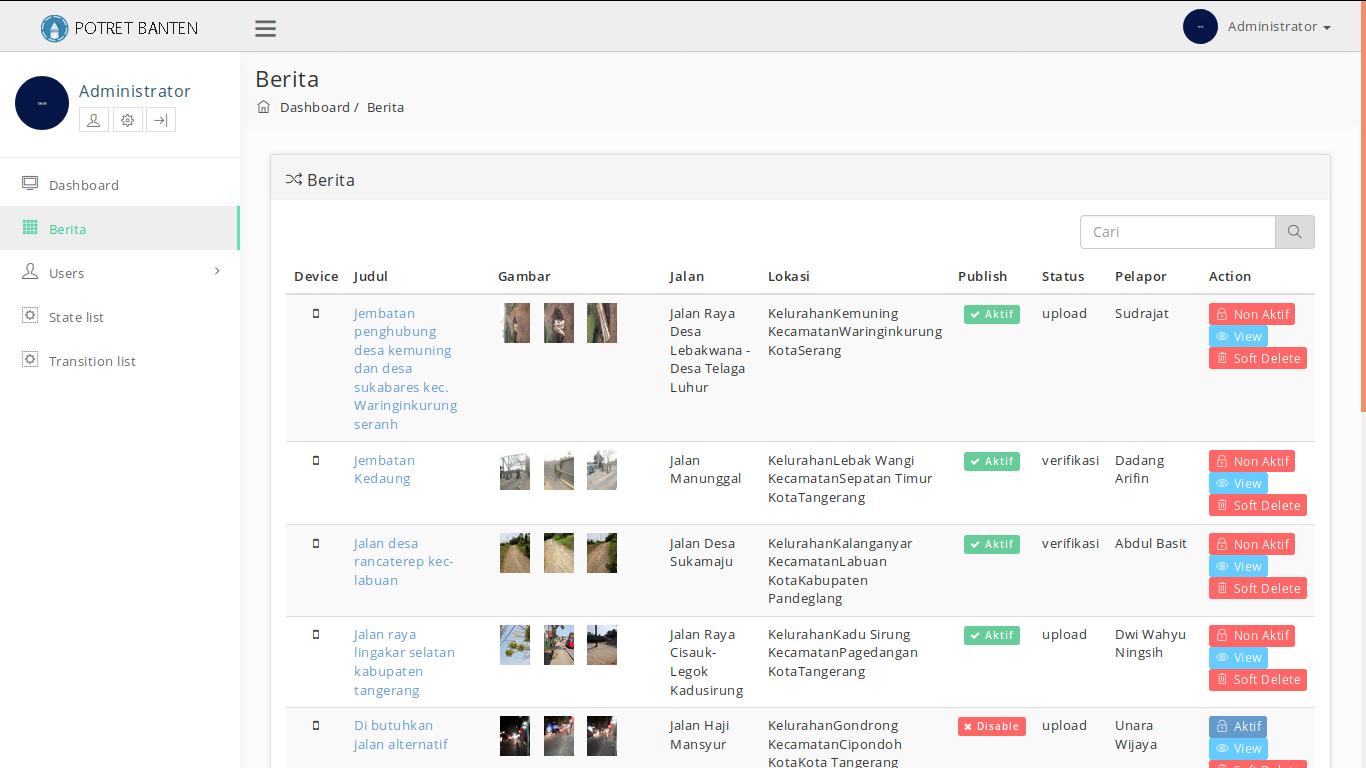 POTRET BANTEN
Administrator
Administrator
Dashboard
Berita
Users
State list
Transition list
Berita
Dashboard / Berita
Berita
Cari
Device Judul Gambar Jalan Lokasi Publish Status Pelapor Action
Jembatan
penghubung
desa kemuning
dan desa
sukabares kec.
Waringinkurung
seranh
Jalan Raya
Desa
Lebakwana -
Desa Telaga
Luhur
KelurahanKemuning
KecamatanWaringinkurung
KotaSerang
Aktif
upload
Sudrajat
Non Aktif
View
Soft Delete
Jembatan
Kedaung
Jalan
Manunggal
KelurahanLebak Wangi
KecamatanSepatan Timur
KotaTangerang
Aktif
verifikasi
Dadang
Arifin
Non Aktif
View
Soft Delete
Jalan desa
rancaterep kec-
labuan
Jalan Desa
Sukamaju
KelurahanKalanganyar
KecamatanLabuan
KotaKabupaten
Pandeglang
Aktif
verifikasi
Abdul Basit
Non Aktif
View
Soft Delete
Jalan raya
lingakar selatan
kabupaten
tangerang
Jalan Raya
Cisauk-
Legok
Kadusirung
KelurahanKadu Sirung
KecamatanPagedangan
KotaTangerang
Aktif
upload
Dwi Wahyu
Ningsih
Non Aktif
View
Soft Delete
Di butuhkan
jalan alternatif
Jalan Haji
Mansyur
KelurahanGondrong
KecamatanCipondoh
KotaKota Tangerang
Disable
upload
Unara
Wijaya
Aktif
View
Soft Delete